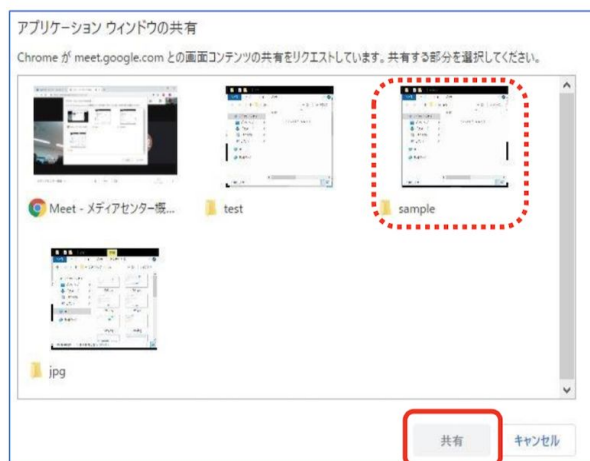 アプリケーション ウィンドウの共有
Chrome が meet.google.com との画面コンテンツの共有をリクエストしています。共有する部分を選択してください。
Meet - メディアセンター概...
test
sample
jpg
共有
キャンセル